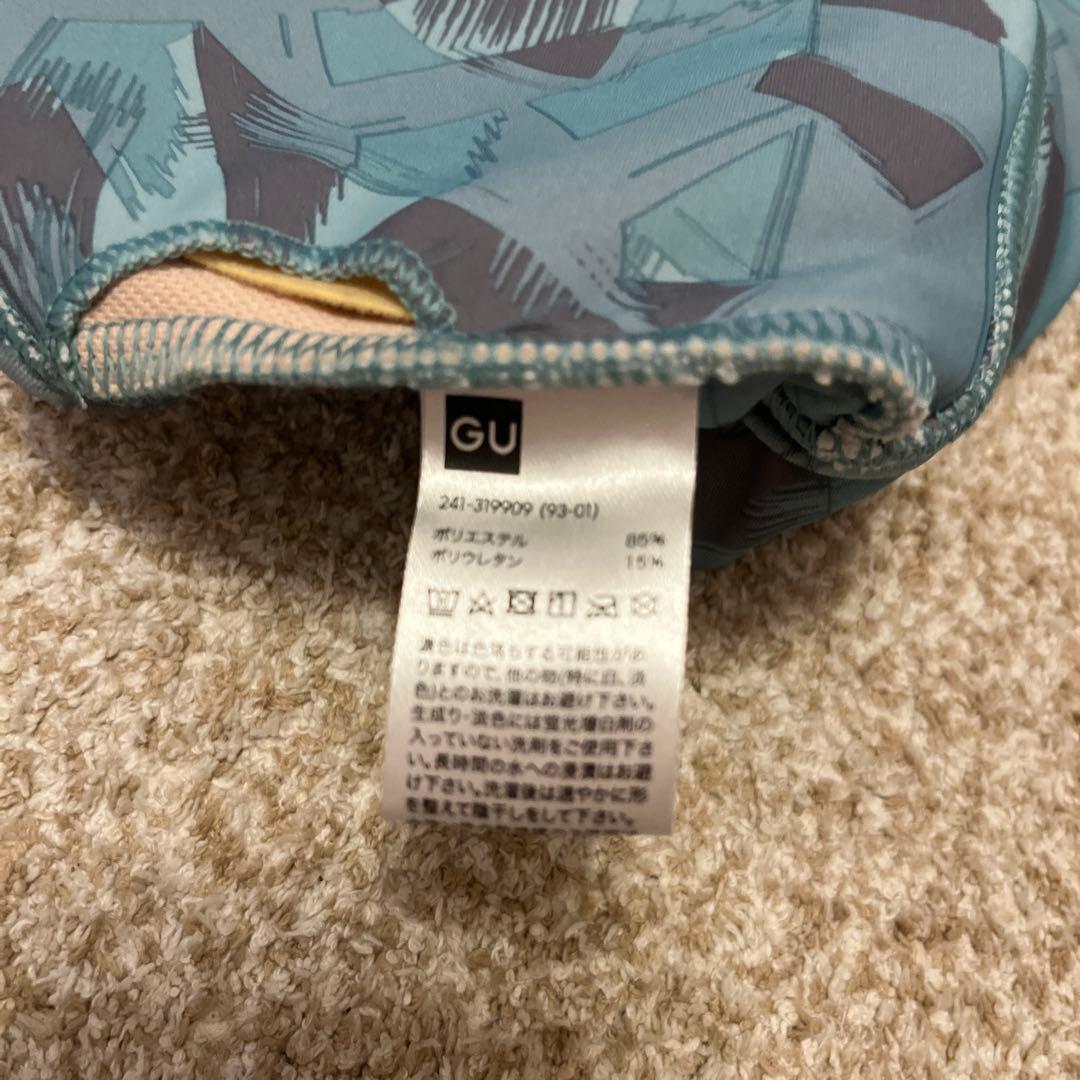 GU
241-319909 (93-01)
ポリエステル 85%
ポリウレタン 15%
濃色は色落ちする可能性があ
りますので、他の物(特に白、淡
色)とのお洗濯はお避け下さい。
生成り・淡色には蛍光増白剤の
入っていない洗剤をご使用下さ
い。長時間の水への浸漬はお避
け下さい。洗濯後は速やかに形
を整えて陰干しをして下さい。